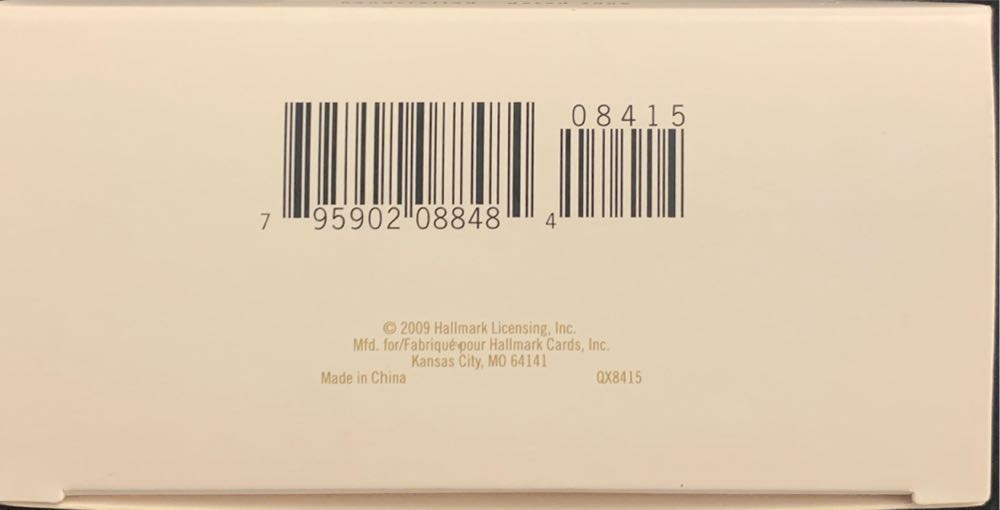 08415
7 95902 08848 4
© 2009 Hallmark Licensing, Inc.
Mfd. for/Fabriqué pour Hallmark Cards, Inc.
Kansas City, MO 64141
Made in China QX8415